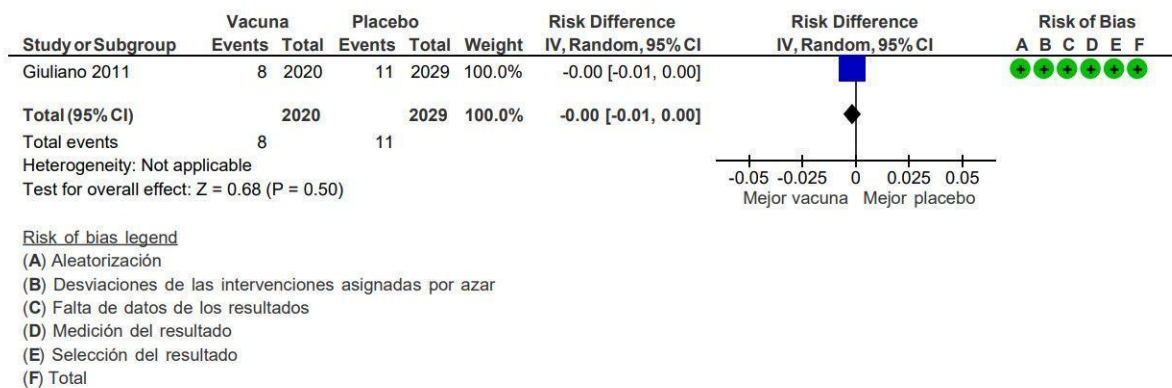 Vacuna Placebo Risk Difference Risk Difference Risk of Bias
Study or Subgroup Events Total Events Total Weight IV, Random, 95% CI IV, Random, 95% CI A B C D E F
Giuliano 2011 8 2020 11 2029 100.0% -0.00 [-0.01, 0.00] + + + + + +
Total (95% CI) 2020 2029 100.0% -0.00 [-0.01, 0.00]
Total events 8 11
Heterogeneity: Not applicable
Test for overall effect: Z = 0.68 (P = 0.50)
-0.05 -0.025 0 0.025 0.05
Mejor vacuna Mejor placebo
Risk of bias legend
(A) Aleatorización
(B) Desviaciones de las intervenciones asignadas por azar
(C) Falta de datos de los resultados
(D) Medición del resultado
(E) Selección del resultado
(F) Total